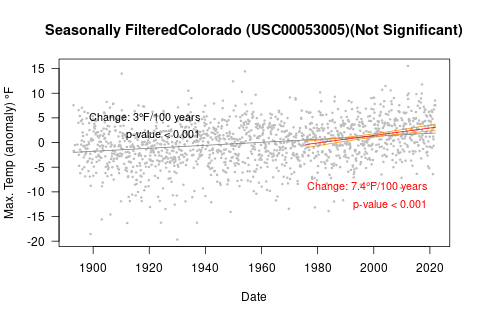 Seasonally FilteredColorado (USC00053005)(Not Significant)
Max. Temp (anomaly) °F
15
10
5
0
-5
-10
-15
-20
Change: 3°F/100 years
p-value < 0.001
Change: 7.4°F/100 years
p-value < 0.001
1900 1920 1940 1960 1980 2000 2020
Date